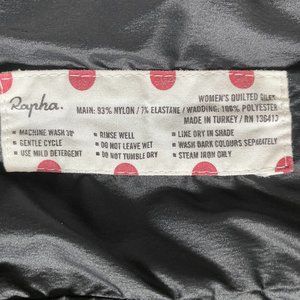 Rapha.
WOMEN'S QUILTED GILET
MAIN: 93% NYLON / 7% ELASTANE / WADDING: 100% POLYESTER
MADE IN TURKEY / RN 136413
■ MACHINE WASH 30°
■ GENTLE CYCLE
■ USE MILD DETERGENT
■ RINSE WELL
■ DO NOT LEAVE WET
■ DO NOT TUMBLE DRY
■ LINE DRY IN SHADE
■ WASH DARK COLOURS SEPARATELY
■ STEAM IRON ONLY